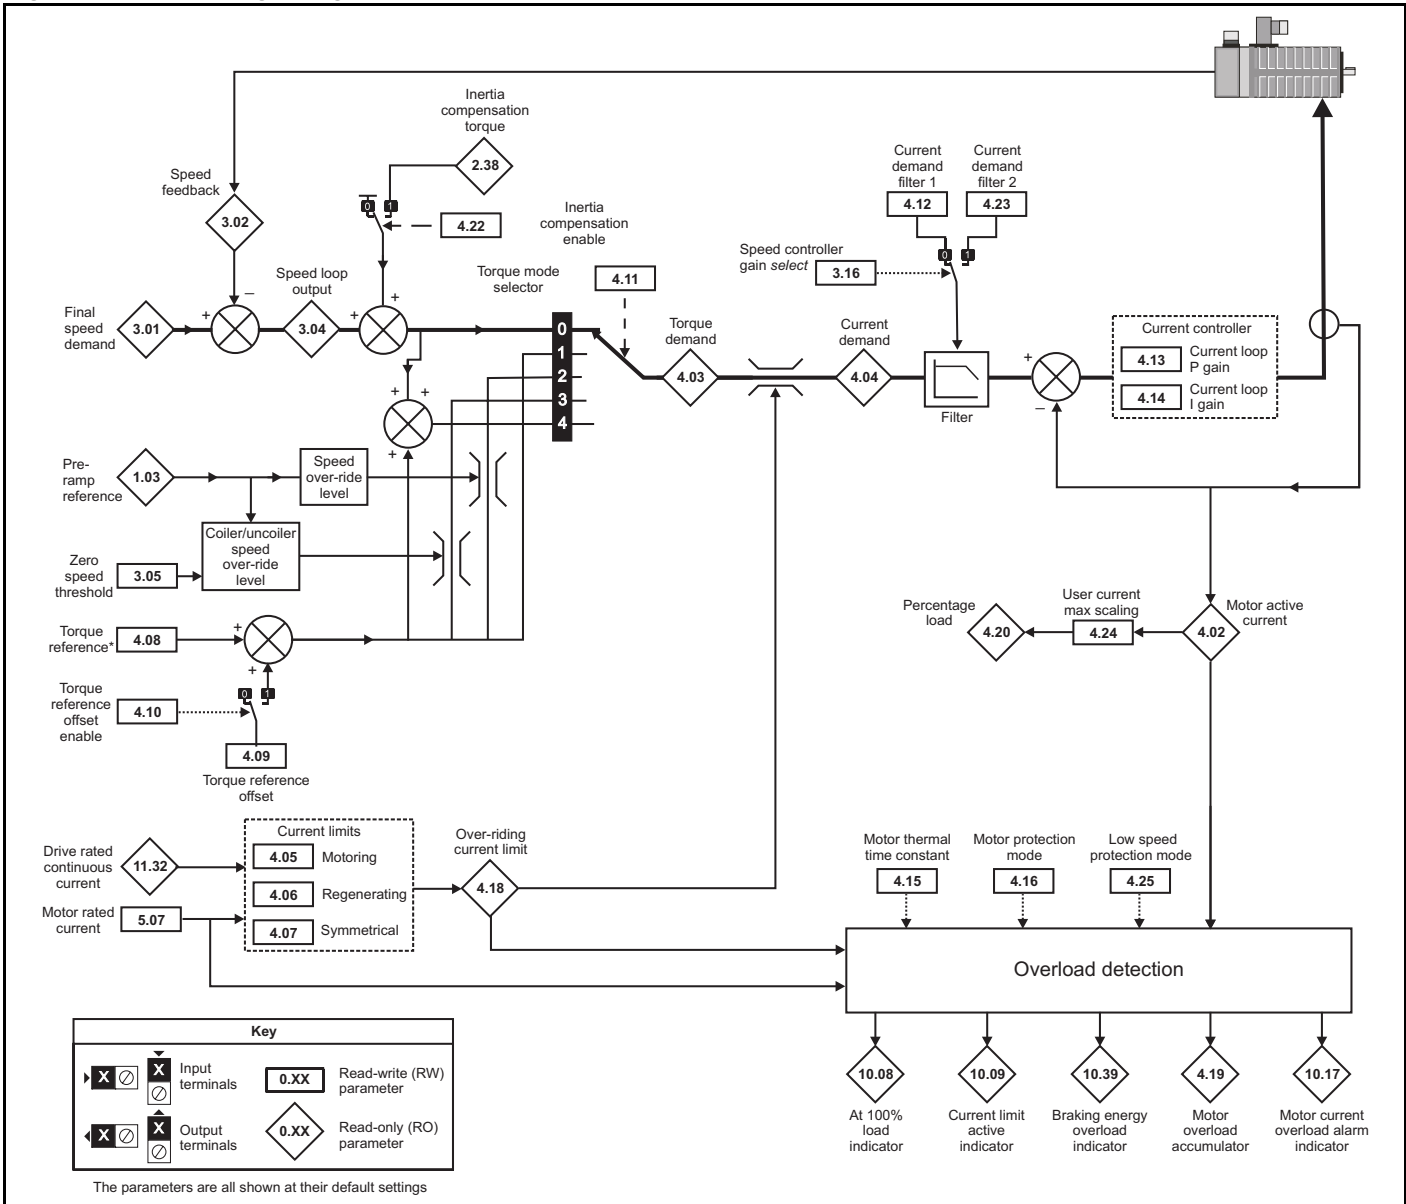 Inertia
compensation
torque
2.38
Speed
feedback
3.02
0 1
4.22
Inertia
compensation
enable
Current
demand
filter 1
4.12
Current
demand
filter 2
4.23
0 1
Speed controller
gain select
3.16
Final
speed
demand
3.01
+
–
Speed loop
output
3.04
+
+
Torque mode
selector
4.11
0
1
2
3
4
Torque
demand
4.03
Current
demand
4.04
Filter
+
–
Current controller
4.13
Current loop
P gain
4.14
Current loop
I gain
+
+
+
Pre-
ramp
reference
1.03
Speed
over-ride
level
Coiler/uncoiler
speed
over-ride
level
Zero
speed
threshold
3.05
Torque
reference*
4.08
+
+
Torque
reference
offset
enable
4.10
0 1
4.09
Torque reference
offset
Percentage
load
4.20
User current
max scaling
4.24
4.02
Motor active
current
Drive rated
continuous
current
11.32
Motor rated
current
5.07
Current limits
4.05
Motoring
4.06
Regenerating
4.07
Symmetrical
Over-riding
current limit
4.18
Motor thermal
time constant
4.15
Motor protection
mode
4.16
Low speed
protection mode
4.25
Overload detection
10.08
At 100%
load
indicator
10.09
Current limit
active
indicator
10.39
Braking energy
overload
indicator
4.19
Motor
overload
accumulator
10.17
Motor current
overload alarm
indicator
Key
X
X
Input
terminals
0.XX
Read-write (RW)
parameter
X
X
Output
terminals
0.XX
Read-only (RO)
parameter
The parameters are all shown at their default settings